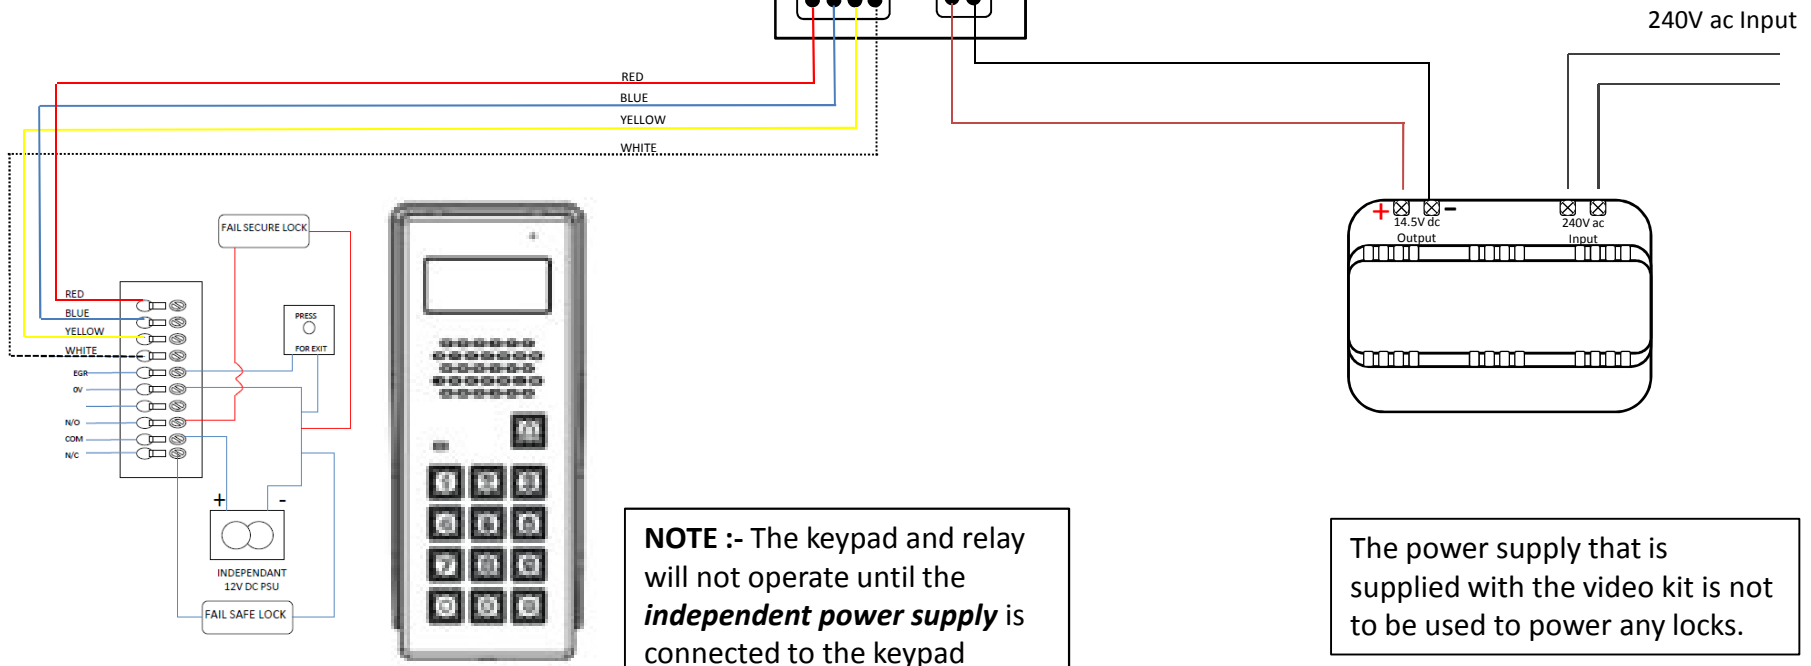 240V ac Input
RED
BLUE
YELLOW
WHITE
FAIL SECURE LOCK
RED
BLUE
YELLOW
WHITE
EGR
0V
N/O
COM
N/C
PRESS
FOR EXIT
+ -
INDEPENDANT
12V DC PSU
FAIL SAFE LOCK
+ -
14.5V dc
Output
240V ac
Input
NOTE :- The keypad and relay
will not operate until the
independent power supply is
connected to the keypad
The power supply that is
supplied with the video kit is not
to be used to power any locks.